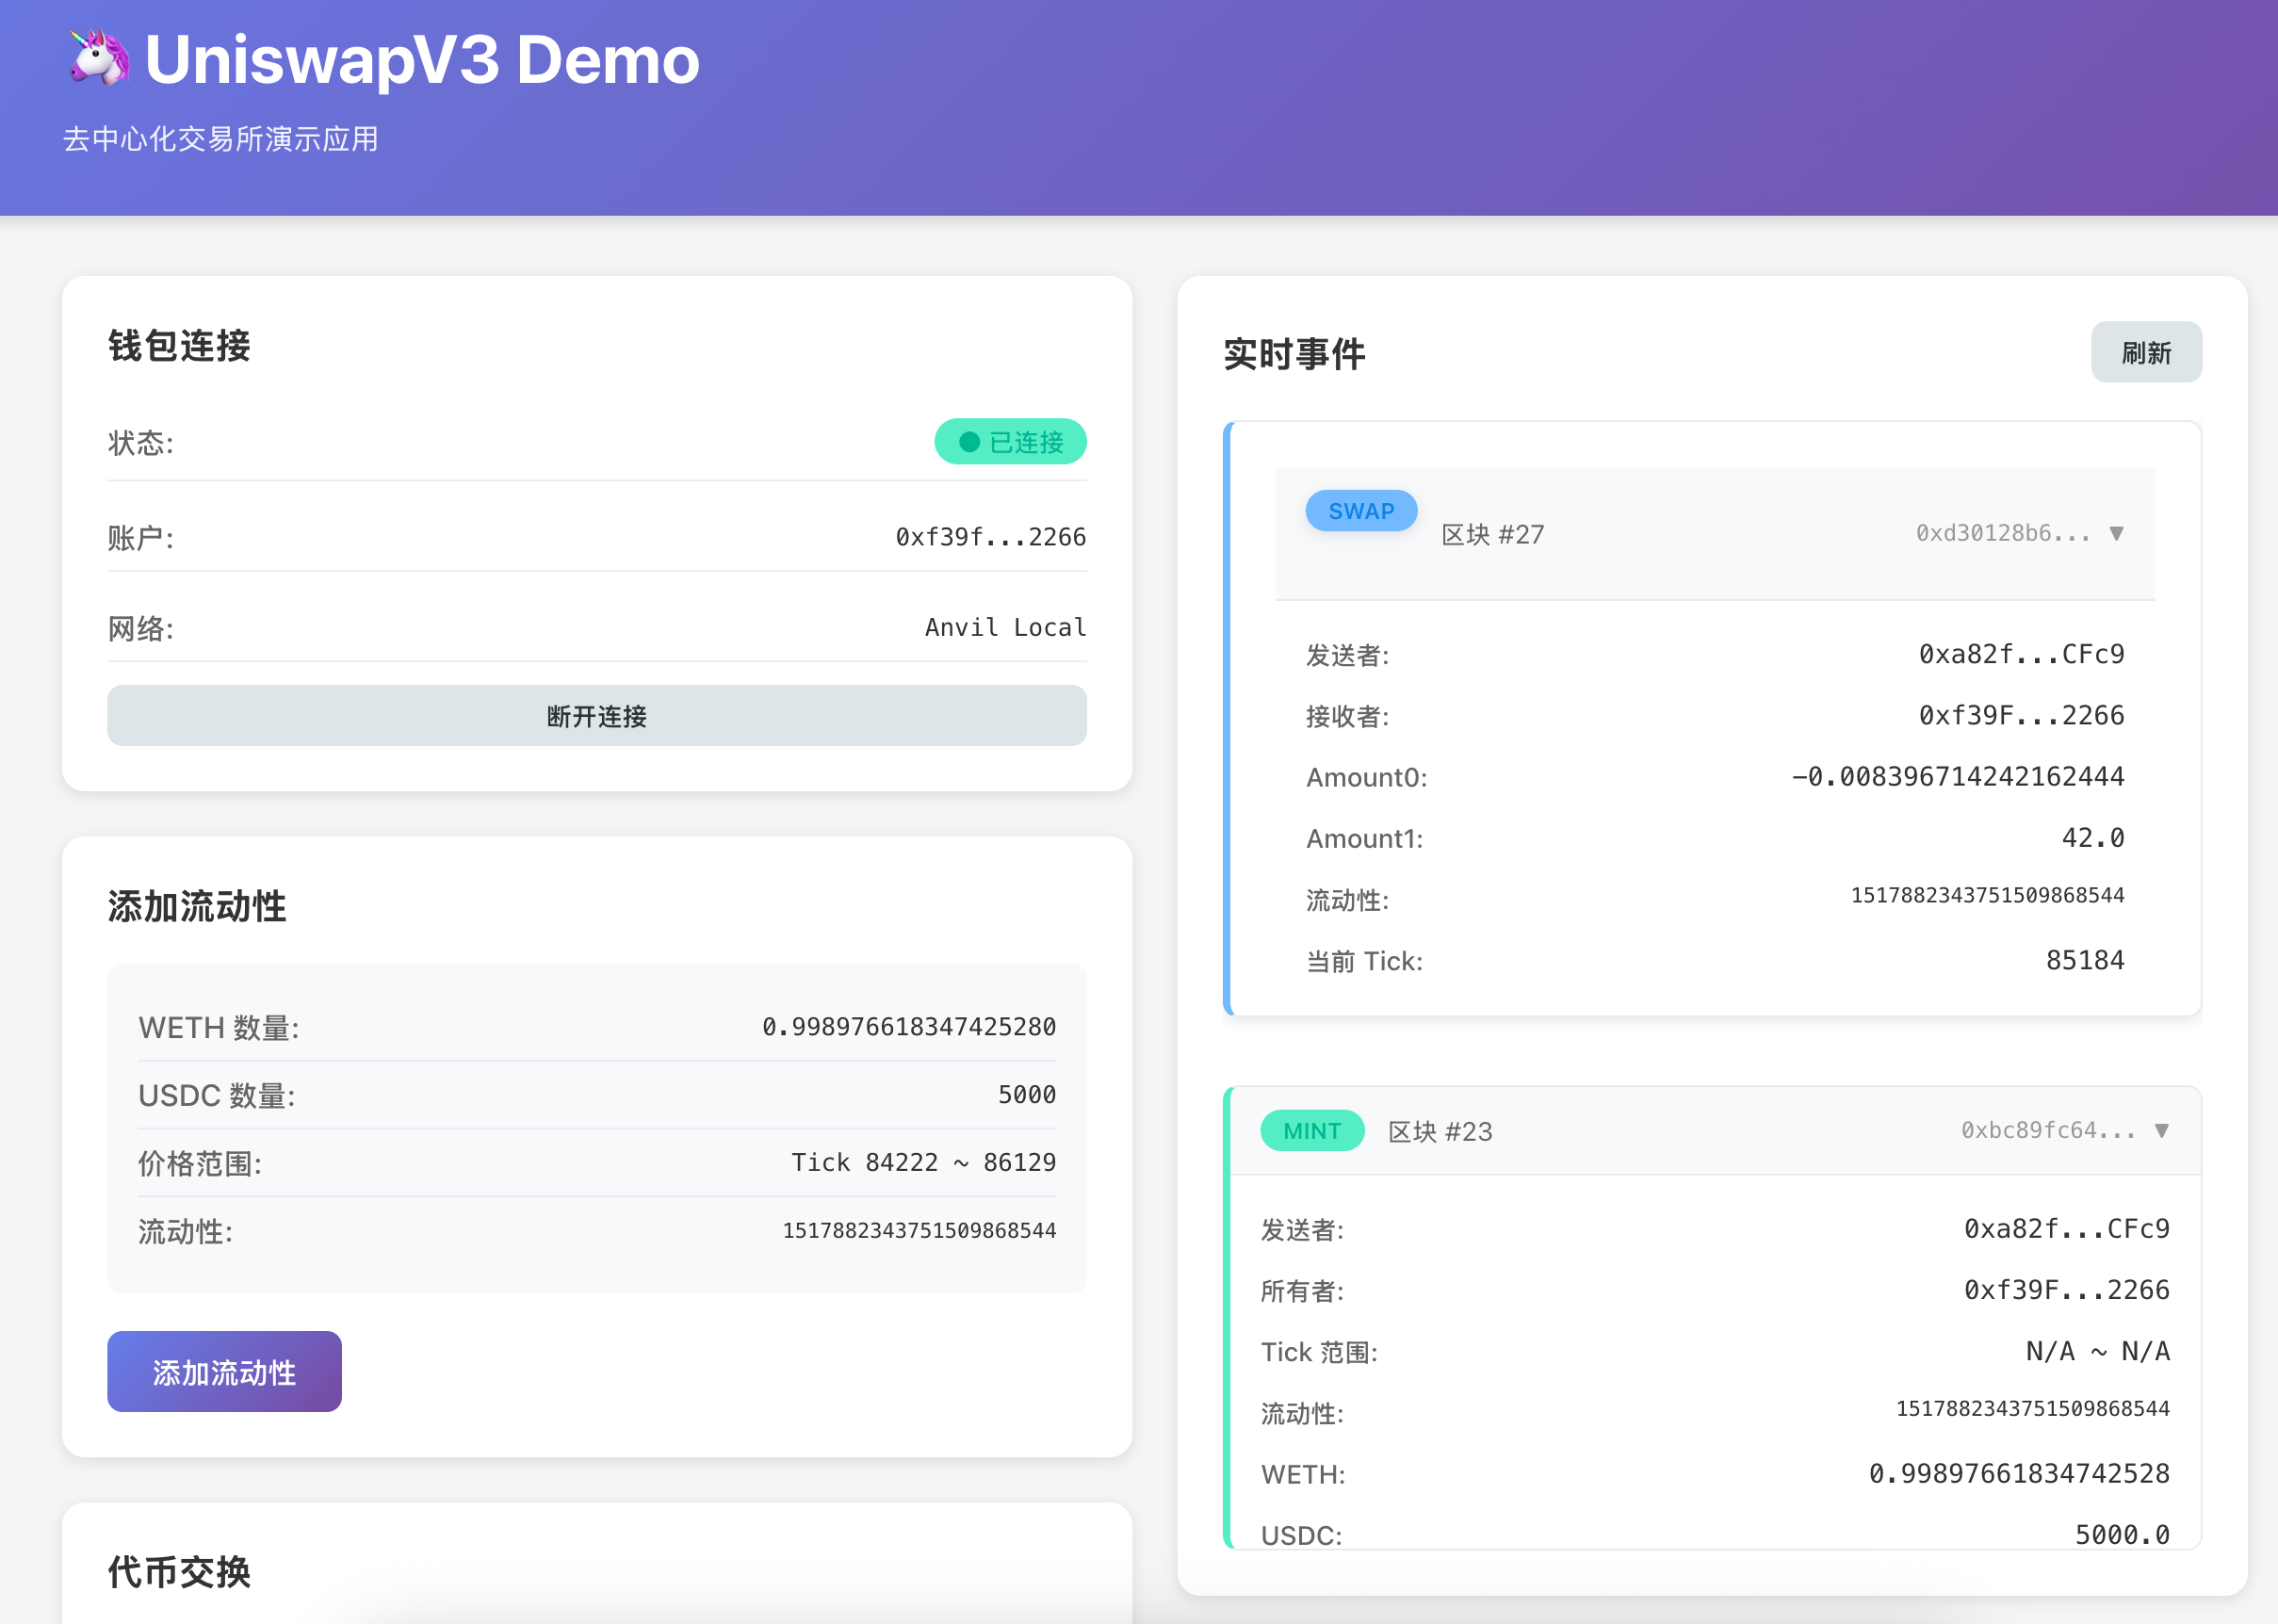 UniswapV3 Demo
去中心化交易所演示应用
钱包连接
状态: 已连接
账户: 0xf39f...2266
网络: Anvil Local
断开连接
添加流动性
WETH 数量: 0.998976618347425280
USDC 数量: 5000
价格范围: Tick 84222 ~ 86129
流动性: 1517882343751509868544
添加流动性
代币交换
实时事件 刷新
SWAP 区块 #27 0xd30128b6... ▼
发送者: 0xa82f...CFc9
接收者: 0xf39F...2266
Amount0: -0.008396714242162444
Amount1: 42.0
流动性: 1517882343751509868544
当前 Tick: 85184
MINT 区块 #23 0xbc89fc64... ▼
发送者: 0xa82f...CFc9
所有者: 0xf39F...2266
Tick 范围: N/A ~ N/A
流动性: 1517882343751509868544
WETH: 0.99897661834742528
USDC: 5000.0